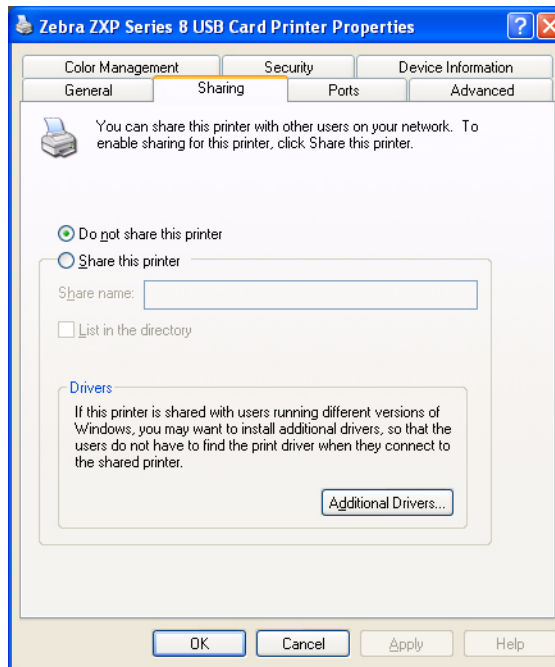 Zebra ZXP Series 8 USB Card Printer Properties
Color Management Security Device Information
General Sharing Ports Advanced
You can share this printer with other users on your network. To
enable sharing for this printer, click Share this printer.
Do not share this printer
Share this printer
Share name:
List in the directory
Drivers
If this printer is shared with users running different versions of
Windows, you may want to install additional drivers, so that the
users do not have to find the print driver when they connect to
the shared printer.
Additional Drivers...
OK Cancel Apply Help